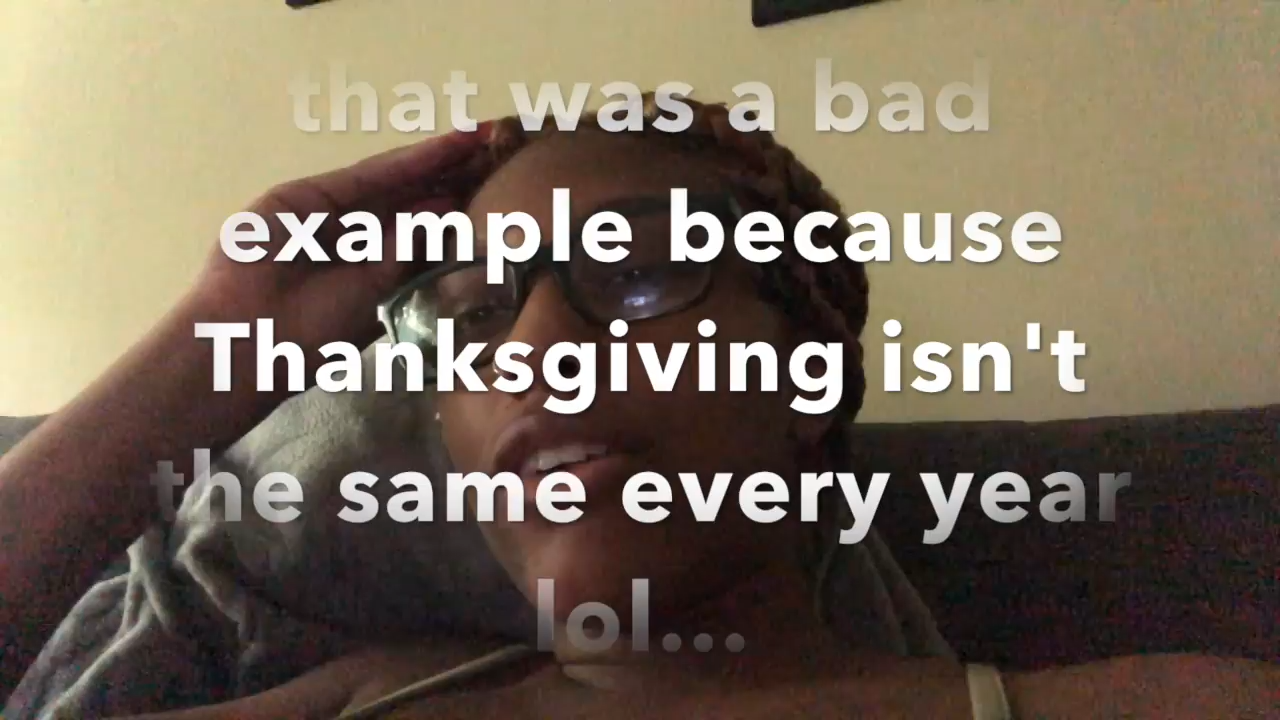 that was a bad
example because
Thanksgiving isn't
the same every year
lol...